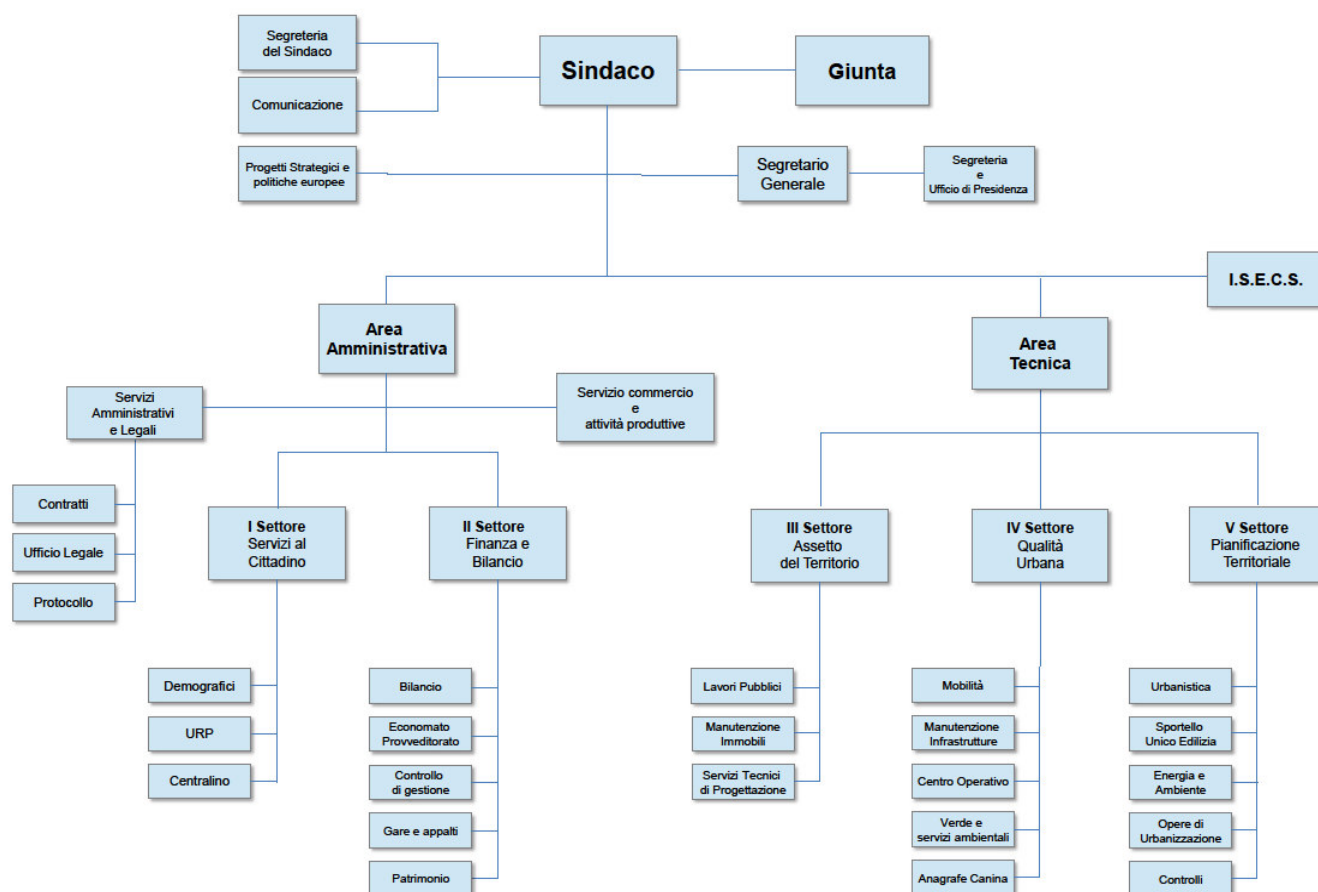 Segreteria
del Sindaco
Sindaco
Giunta
Comunicazione
Progetti Strategici e
politiche europee
Segretario
Generale
Segreteria
e
Ufficio di Presidenza
I.S.E.C.S.
Area
Amministrativa
Area
Tecnica
Servizi
Amministrativi
e Legali
Servizio commercio
e
attività produttive
Contratti
Ufficio Legale
Protocollo
I Settore
Servizi al
Cittadino
II Settore
Finanza e
Bilancio
III Settore
Assetto
del Territorio
IV Settore
Qualità
Urbana
V Settore
Pianificazione
Territoriale
Demografici
URP
Centralino
Bilancio
Economato
Provveditorato
Controllo
di gestione
Gare e appalti
Patrimonio
Lavori Pubblici
Manutenzione
Immobili
Servizi Tecnici
di Progettazione
Mobilità
Manutenzione
Infrastrutture
Centro Operativo
Verde e
servizi ambientali
Anagrafe Canina
Urbanistica
Sportello
Unico Edilizia
Energia e
Ambiente
Opere di
Urbanizzazione
Controlli